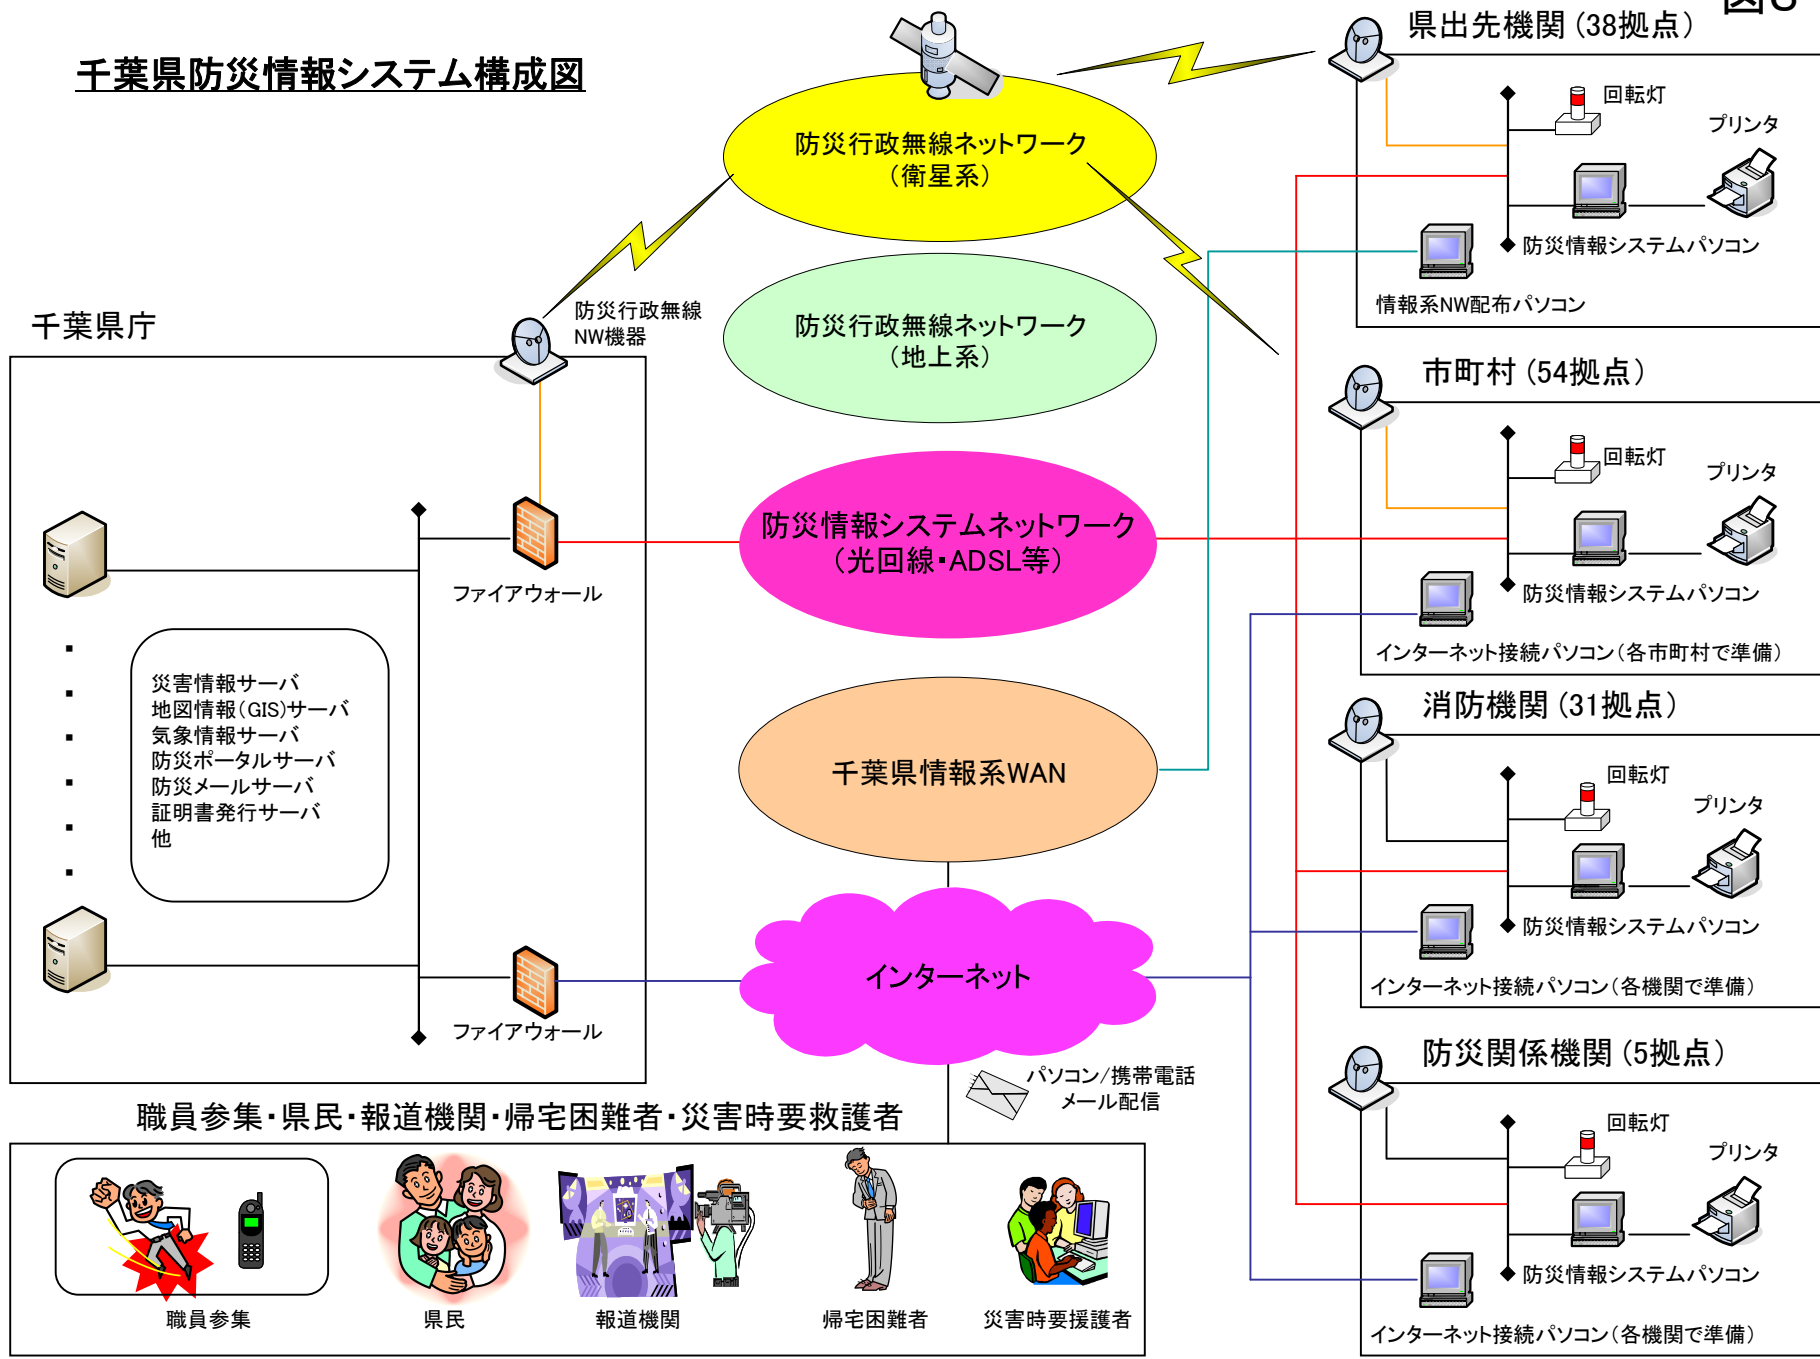 千葉県防災情報システム構成図
防災行政無線ネットワーク
（衛星系）
防災行政無線ネットワーク
（地上系）
防災情報システムネットワーク
（光回線・ADSL等）
千葉県情報系WAN
インターネット
パソコン/携帯電話
メール配信
千葉県庁
防災行政無線
NW機器
ファイアウォール
災害情報サーバ
地図情報（GIS)サーバ
気象情報サーバ
防災ポータルサーバ
防災メールサーバ
証明書発行サーバ
他
ファイアウォール
職員参集・県民・報道機関・帰宅困難者・災害時要救護者
職員参集
県民
報道機関
帰宅困難者
災害時要援護者
県出先機関（38拠点）
回転灯
プリンタ
防災情報システムパソコン
情報系NW配布パソコン
市町村（54拠点）
回転灯
プリンタ
防災情報システムパソコン
インターネット接続パソコン（各市町村で準備）
消防機関（31拠点）
回転灯
プリンタ
防災情報システムパソコン
インターネット接続パソコン（各機関で準備）
防災関係機関（5拠点）
回転灯
プリンタ
防災情報システムパソコン
インターネット接続パソコン（各機関で準備）